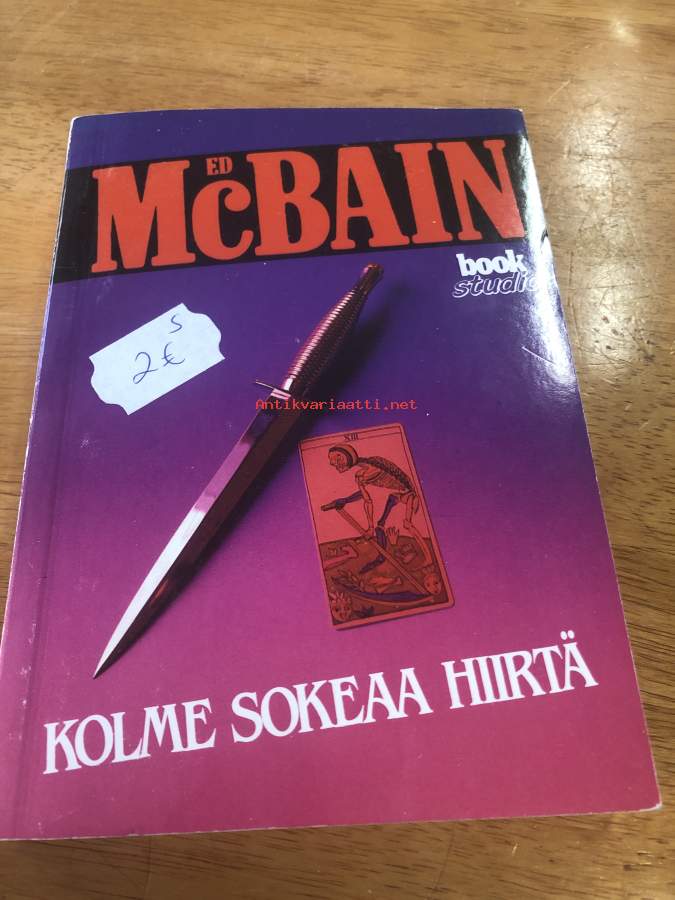 ED
McBAIN
book
studio
S
2€
Antikvariaatti.net
XIII
KOLME SOKEAA HIIRTÄ